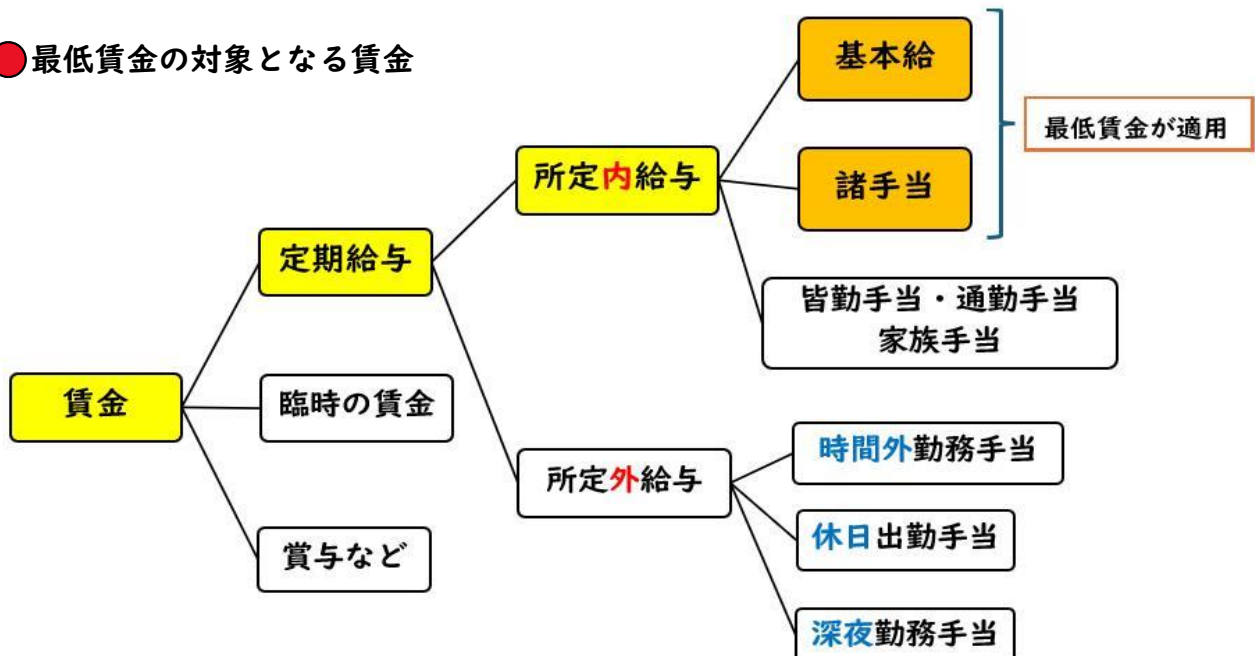 最低賃金の対象となる賃金
基本給
最低賃金が適用
諸手当
所定内給与
定期給与
皆勤手当・通勤手当
家族手当
賃金
臨時の賃金
時間外勤務手当
所定外給与
休日出勤手当
賞与など
深夜勤務手当